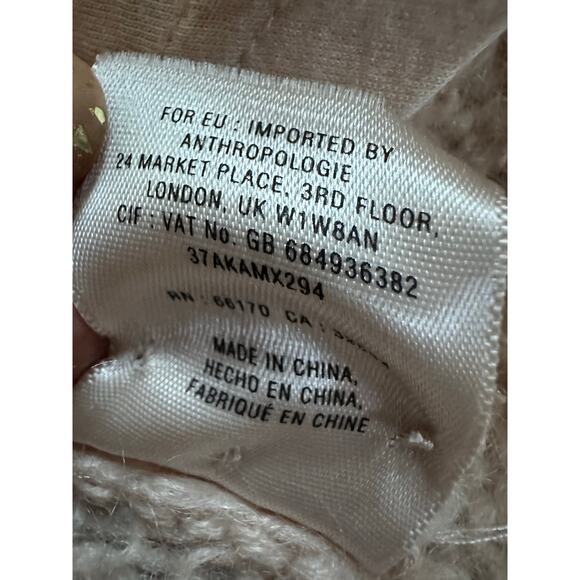 FOR EU : IMPORTED BY
ANTHROPOLOGIE
24 MARKET PLACE, 3RD FLOOR,
LONDON, UK W1W8AN
CIF : VAT No. GB 684936382
37AKAMX294
RN : 66170 CA :
MADE IN CHINA,
HECHO EN CHINA,
FABRIQUÉ EN CHINE